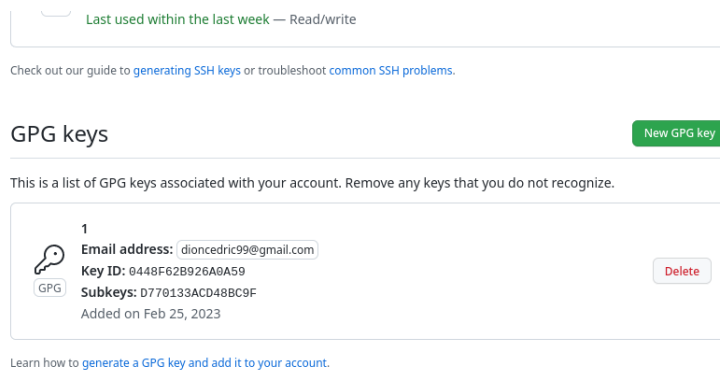 Last used within the last week — Read/write
Check out our guide to generating SSH keys or troubleshoot common SSH problems.
GPG keys
New GPG key
This is a list of GPG keys associated with your account. Remove any keys that you do not recognize.
1
Email address: dioncedric99@gmail.com
Key ID: 0448F62B926A0A59
Subkeys: D770133ACD48BC9F
Added on Feb 25, 2023
GPG
Delete
Learn how to generate a GPG key and add it to your account.